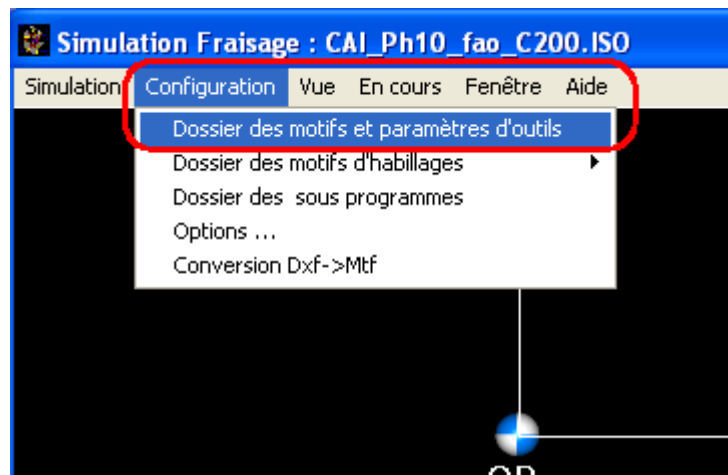 Simulation Fraisage : CAI_Ph10_fao_C200.ISO
Simulation Configuration Vue En cours Fenêtre Aide
Dossier des motifs et paramètres d'outils
Dossier des motifs d'habillages
Dossier des sous programmes
Options ...
Conversion Dxf->Mtf
OP